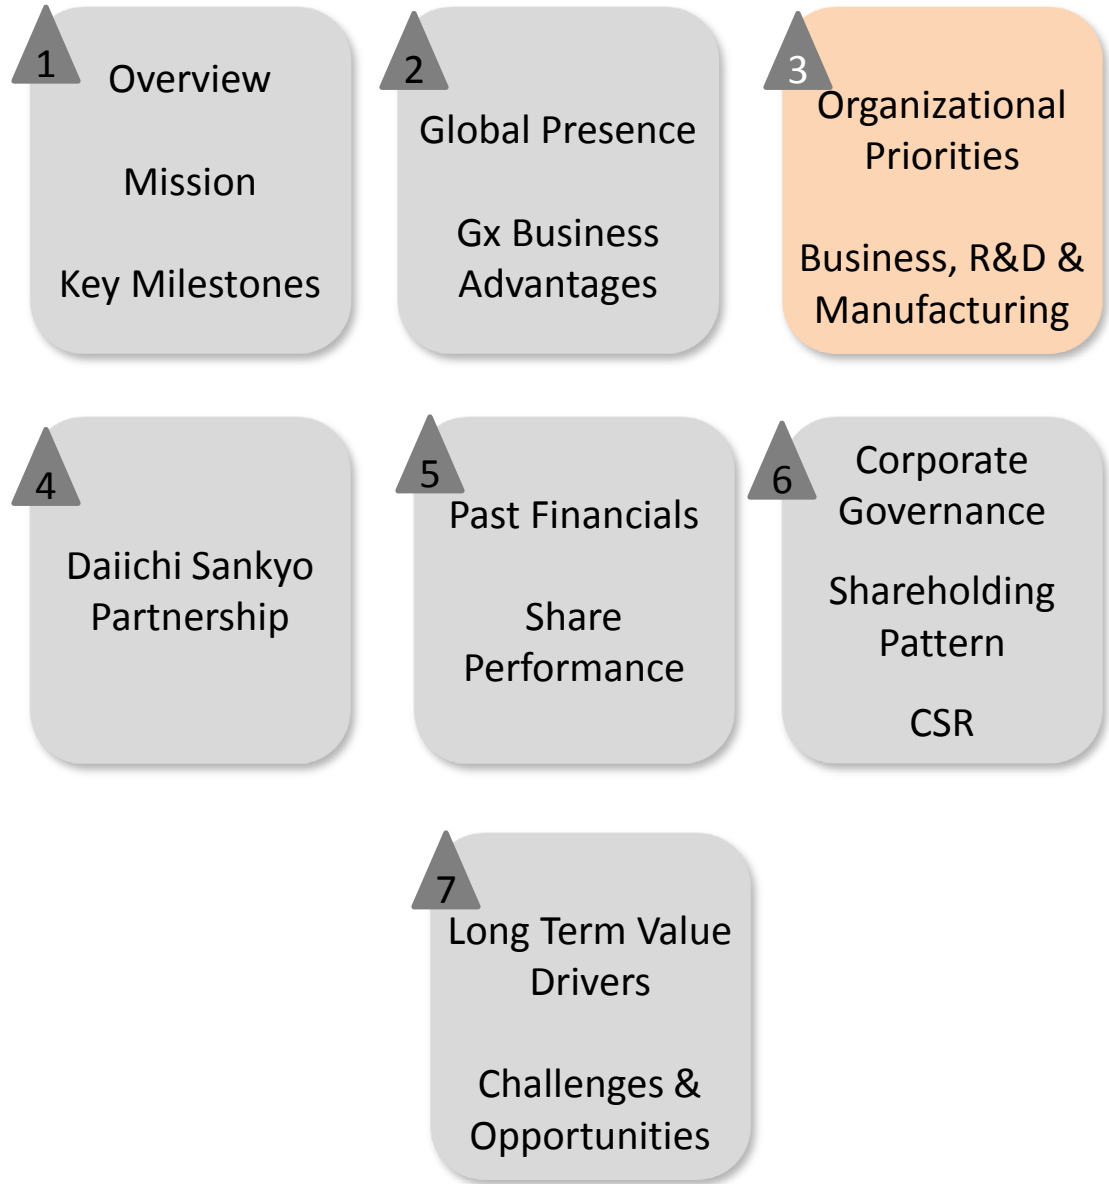 1
Overview
Mission
Key Milestones
2
Global Presence
Gx Business
Advantages
3
Organizational
Priorities
Business, R&D &
Manufacturing
4
Daiichi Sankyo
Partnership
5
Past Financials
Share
Performance
6
Corporate
Governance
Shareholding
Pattern
CSR
7
Long Term Value
Drivers
Challenges &
Opportunities